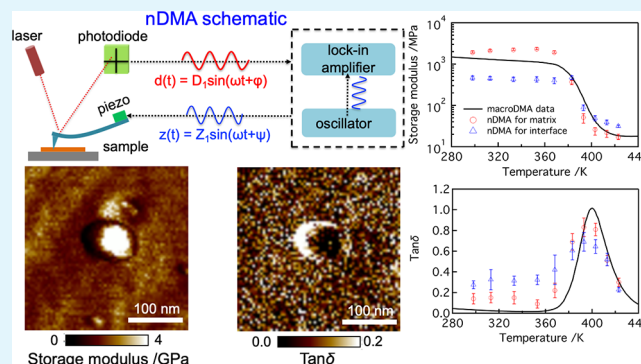 nDMA schematic
laser
photodiode
lock-in
amplifier
d(t) = D₁sin(ωt+φ)
piezo
z(t) = Z₁sin(ωt+ψ)
oscillator
sample
100 nm
0 4
Storage modulus /GPa
100 nm
0.0 0.2
Tanδ
Storage modulus /MPa
10⁴
10³
10²
10¹
macroDMA data
nDMA for matrix
nDMA for interface
280 320 360 400 44
Temperature /K
Tanδ
1.2
1.0
0.8
0.6
0.4
0.2
0.0
280 320 360 400 44
Temperature /K